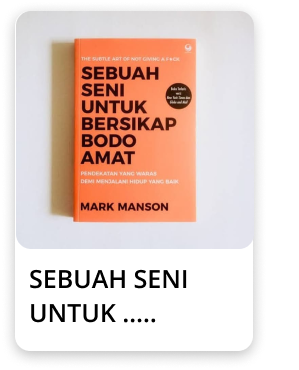 THE SUBTLE ART OF NOT GIVING A F*CK
SEBUAH
SENI
UNTUK
BERSIKAP
BODO
AMAT
PENDEKATAN YANG WARAS
DEMI MENJALANI HIDUP YANG BAIK
MARK MANSON
SEBUAH SENI
UNTUK .....